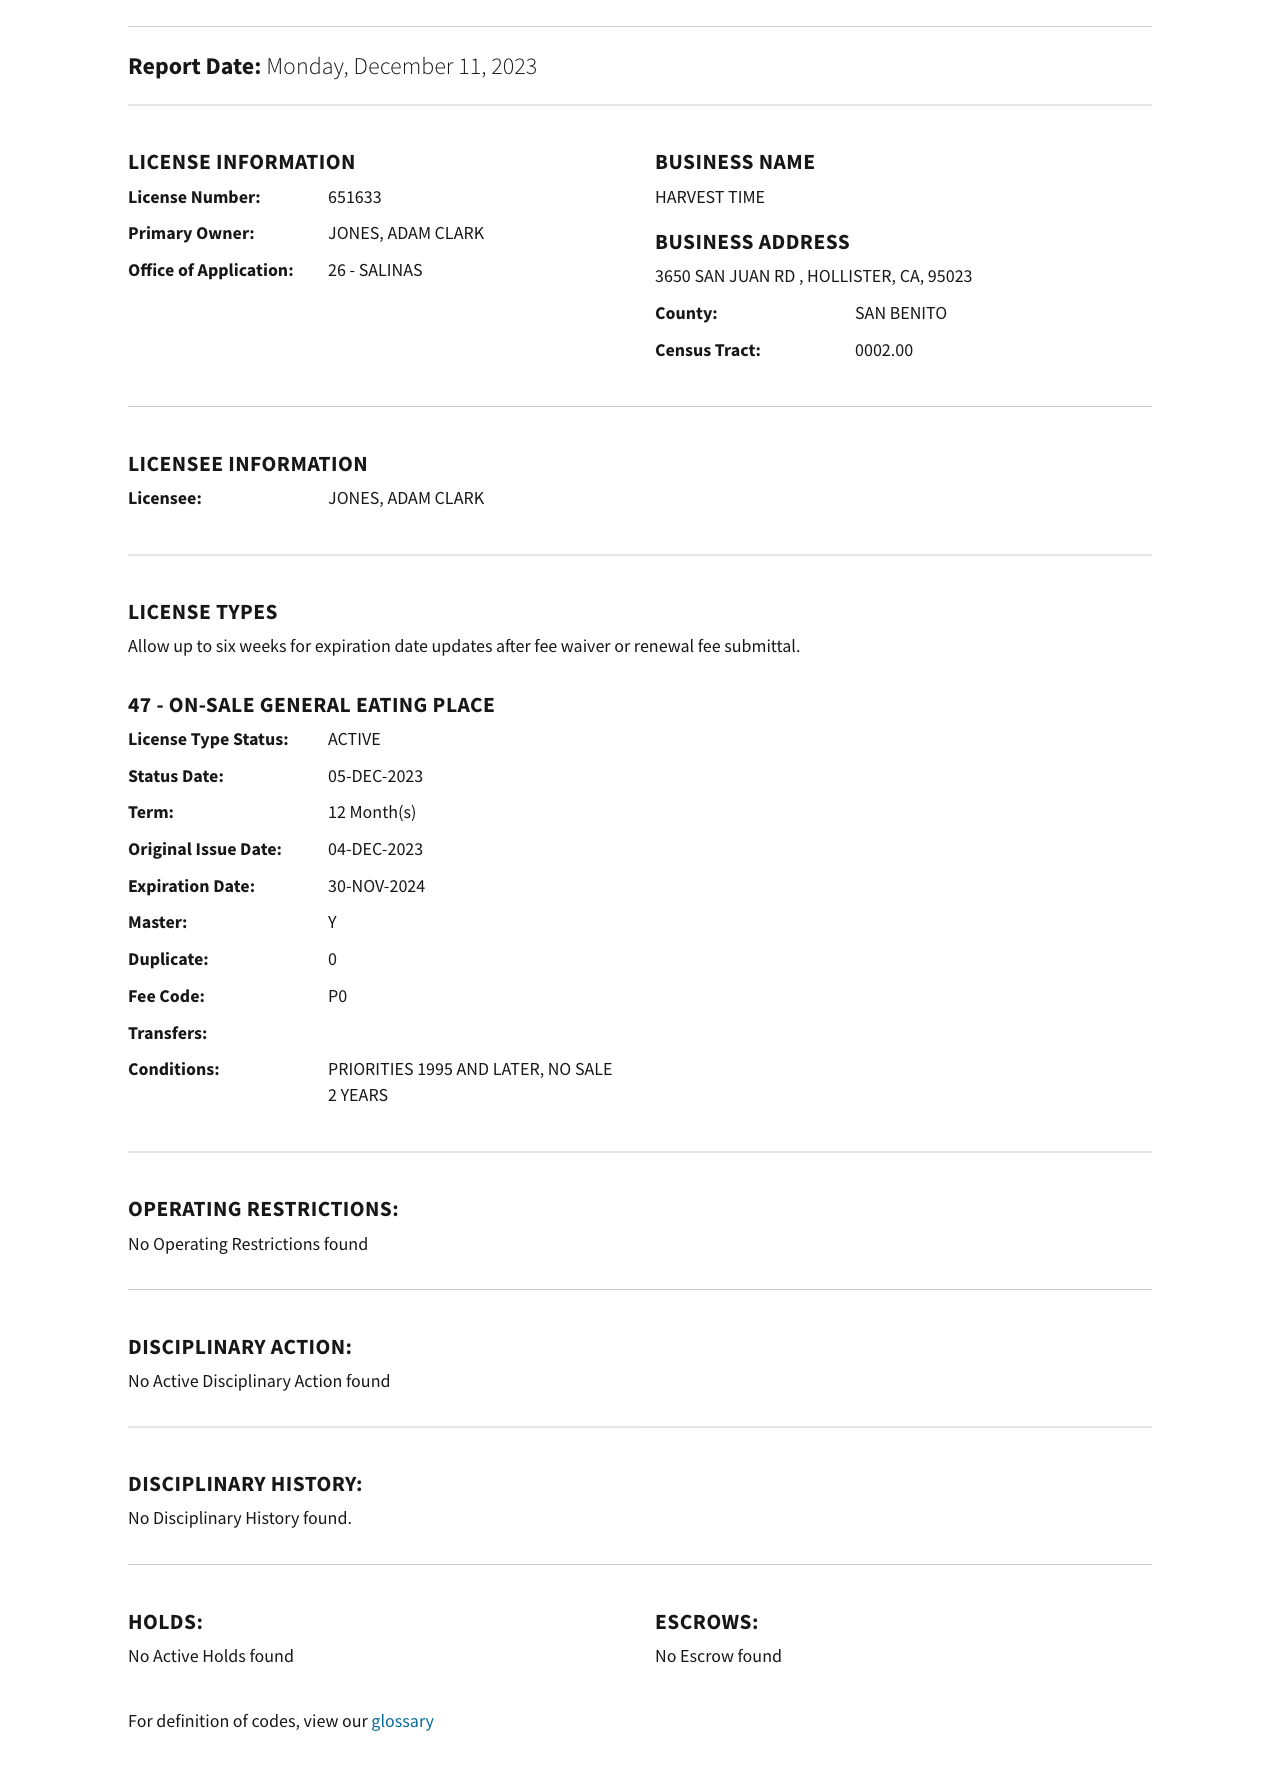 Report Date: Monday, December 11, 2023
LICENSE INFORMATION
License Number: 651633
Primary Owner: JONES, ADAM CLARK
Office of Application: 26 - SALINAS
BUSINESS NAME
HARVEST TIME
BUSINESS ADDRESS
3650 SAN JUAN RD , HOLLISTER, CA, 95023
County: SAN BENITO
Census Tract: 0002.00
LICENSEE INFORMATION
Licensee: JONES, ADAM CLARK
LICENSE TYPES
Allow up to six weeks for expiration date updates after fee waiver or renewal fee submittal.
47 - ON-SALE GENERAL EATING PLACE
License Type Status: ACTIVE
Status Date: 05-DEC-2023
Term: 12 Month(s)
Original Issue Date: 04-DEC-2023
Expiration Date: 30-NOV-2024
Master: Y
Duplicate: 0
Fee Code: P0
Transfers:
Conditions: PRIORITIES 1995 AND LATER, NO SALE
2 YEARS
OPERATING RESTRICTIONS:
No Operating Restrictions found
DISCIPLINARY ACTION:
No Active Disciplinary Action found
DISCIPLINARY HISTORY:
No Disciplinary History found.
HOLDS:
No Active Holds found
ESCROWS:
No Escrow found
For definition of codes, view our glossary